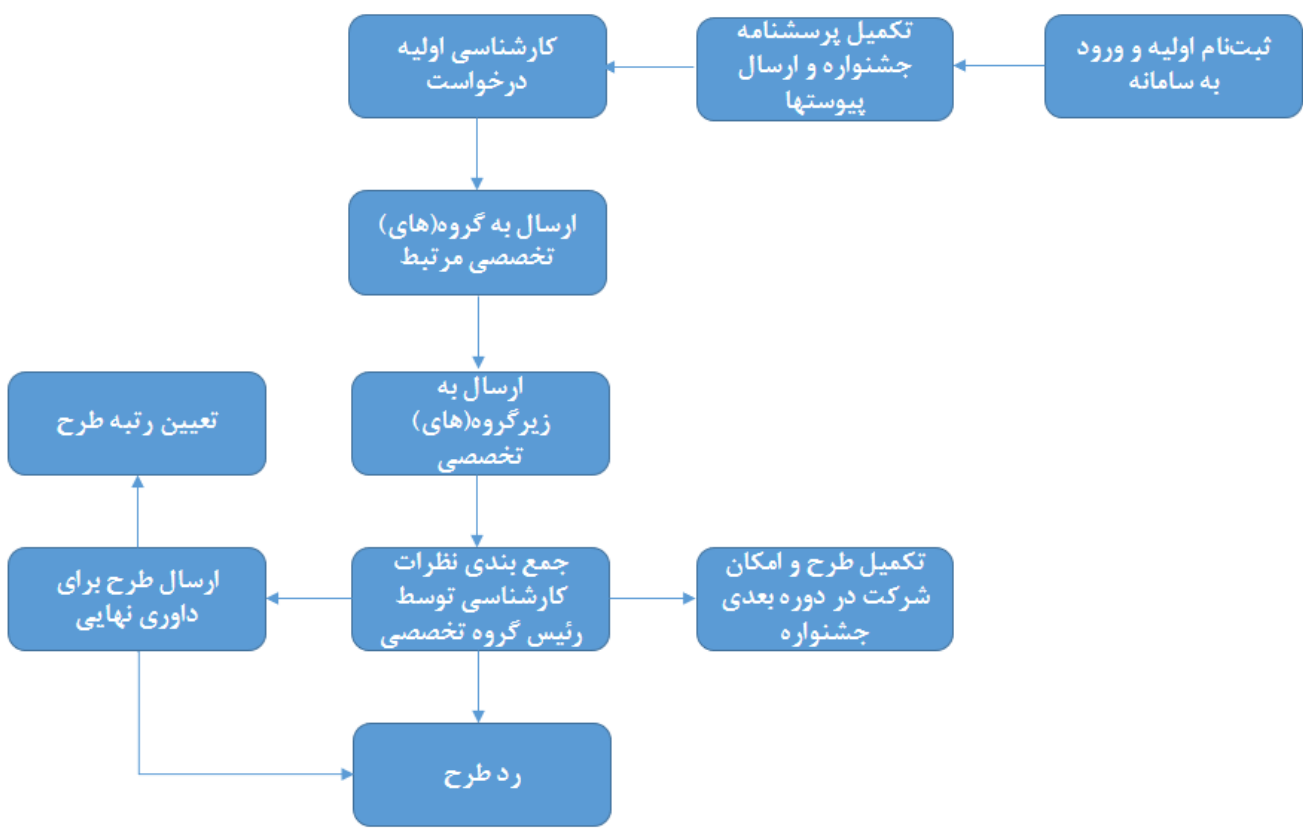 ثبت‌نام اولیه و ورود
به سامانه
تکمیل پرسشنامه
جشنواره و ارسال
پیوستها
کارشناسی اولیه
درخواست
ارسال به گروه(های)
تخصصی مرتبط
ارسال به
زیرگروه(های)
تخصصی
تعیین رتبه طرح
تکمیل طرح و امکان
شرکت در دوره بعدی
جشنواره
جمع بندی نظرات
کارشناسی توسط
رئیس گروه تخصصی
ارسال طرح برای
داوری نهایی
رد طرح